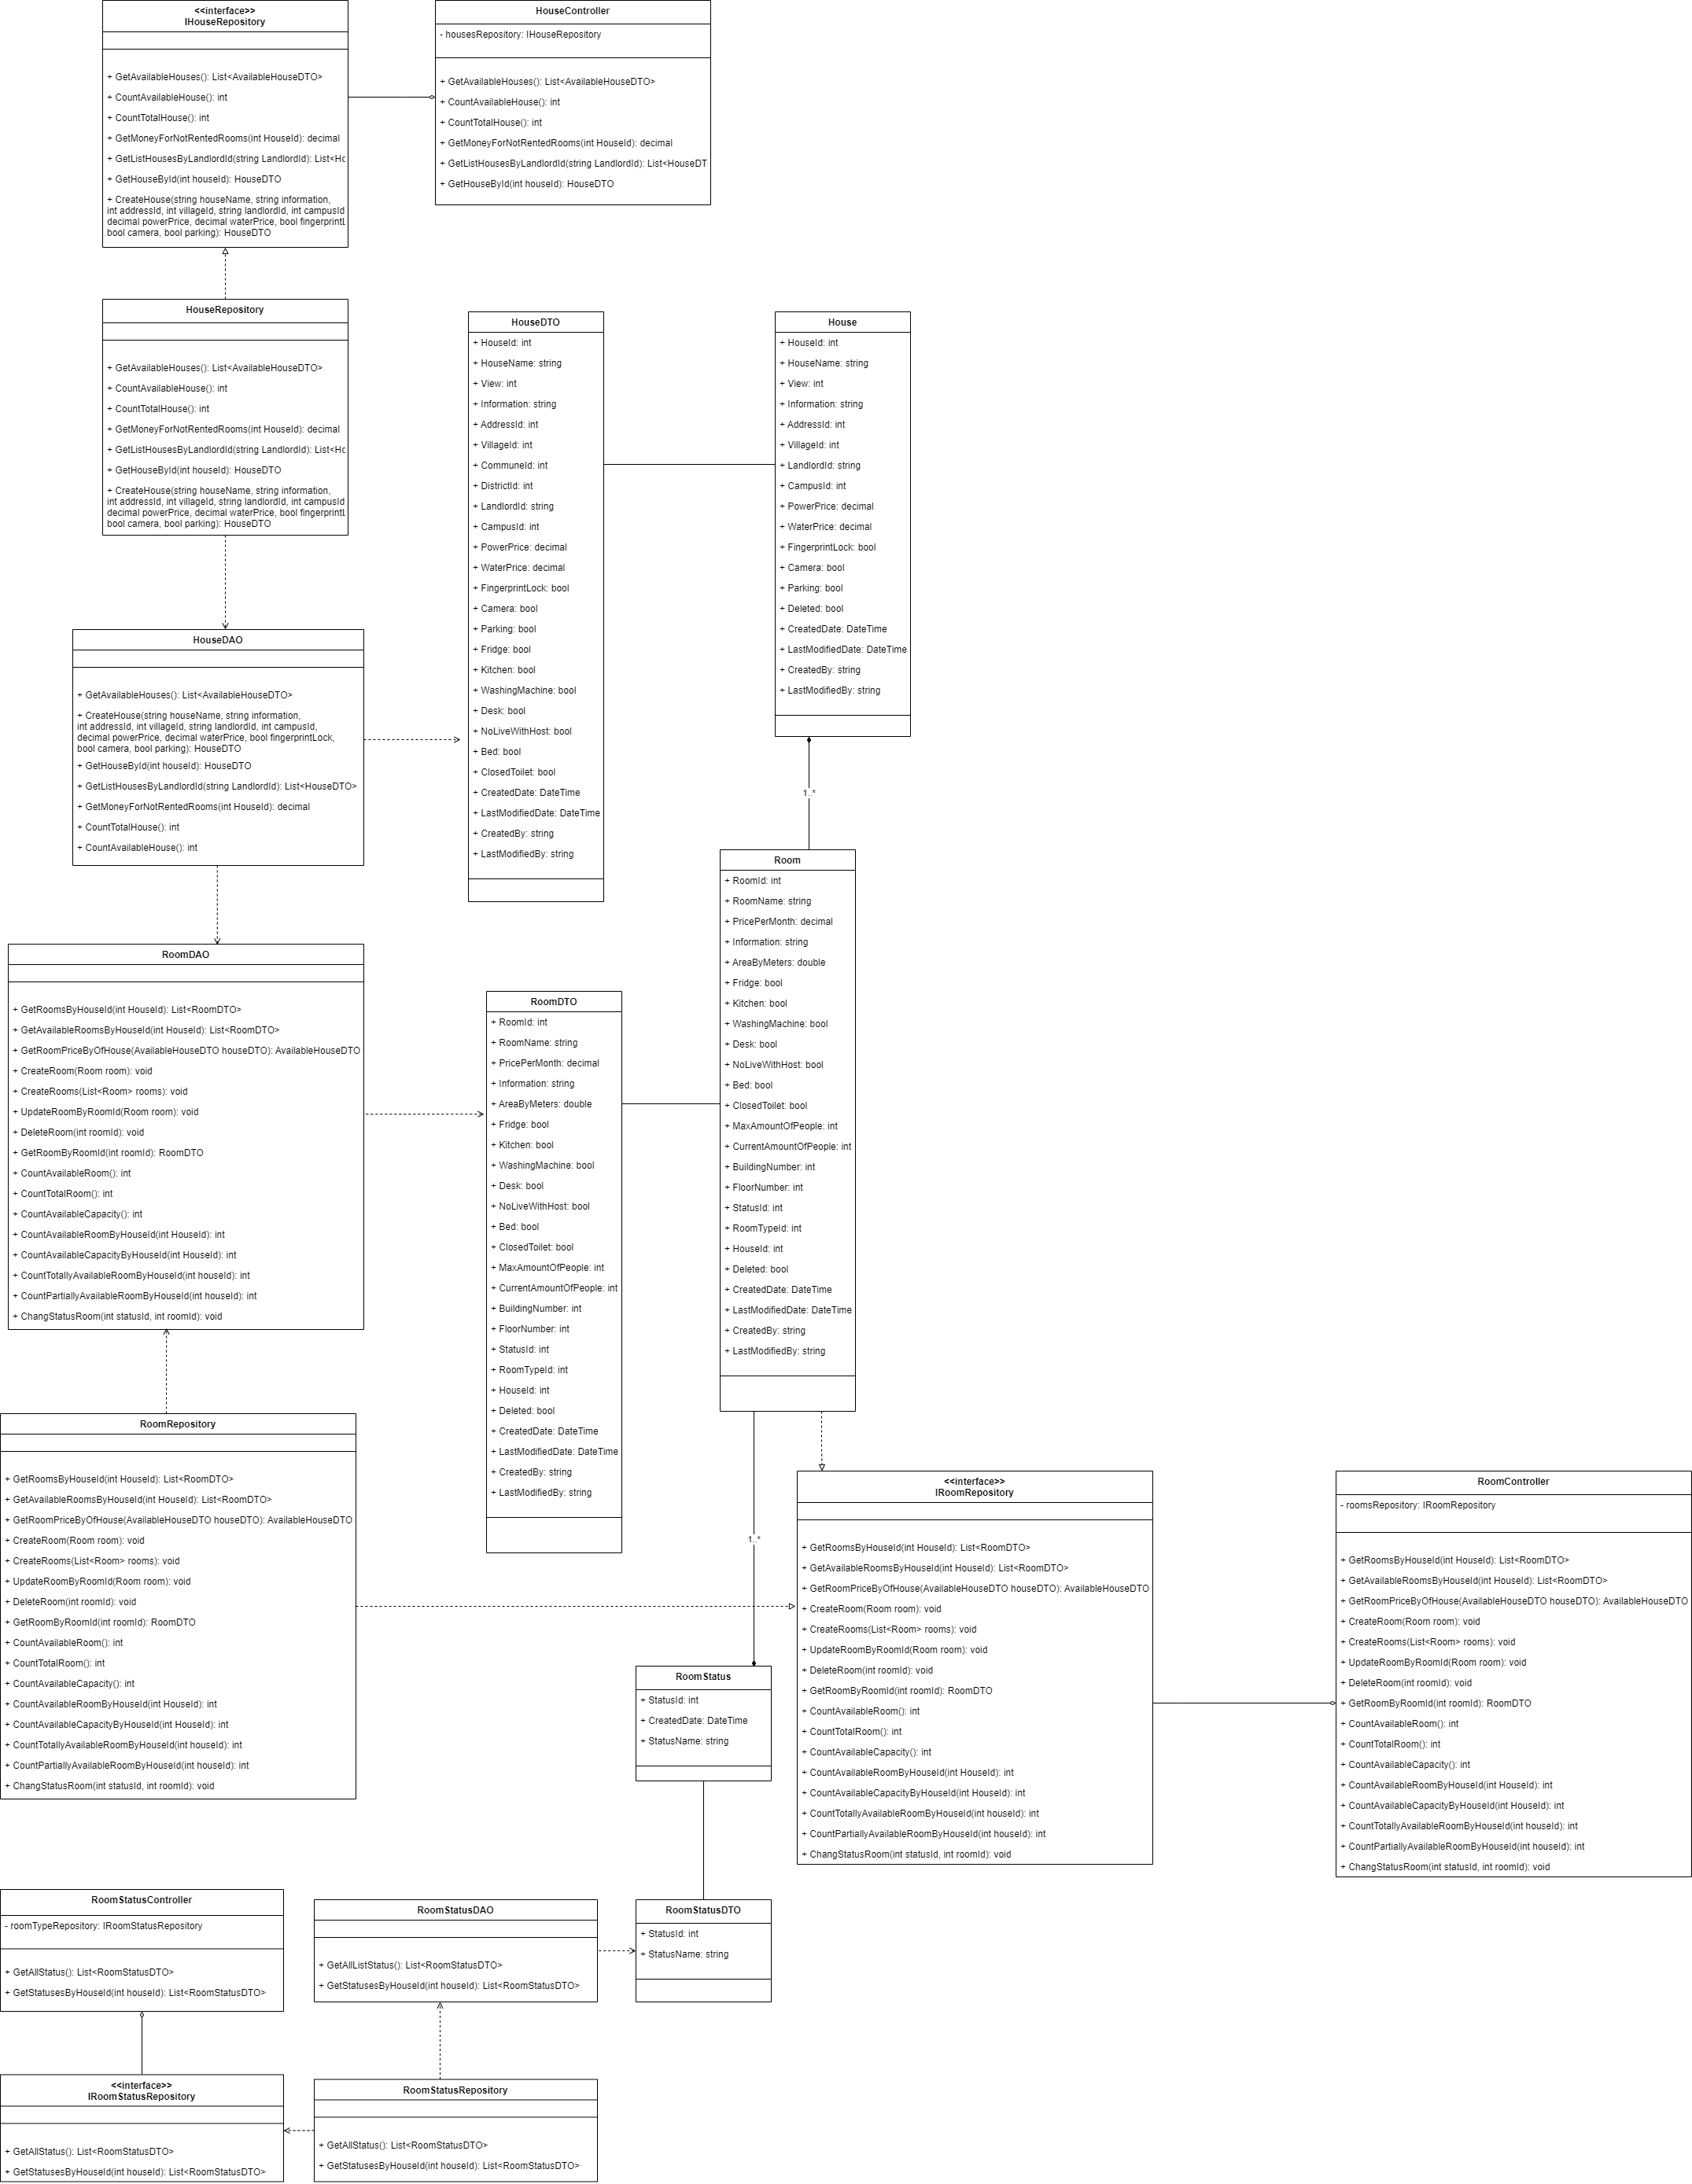 <<interface>>
IHouseRepository
+ GetAvailableHouses(): List<AvailableHouseDTO>
+ CountAvailableHouse(): int
+ CountTotalHouse(): int
+ GetMoneyForNotRentedRooms(int HouseId): decimal
+ GetListHousesByLandlordId(string LandlordId): List<Ho
+ GetHouseById(int houseId): HouseDTO
+ CreateHouse(string houseName, string information,
int addressId, int villageId, string landlordId, int campusId
decimal powerPrice, decimal waterPrice, bool fingerprintL
bool camera, bool parking): HouseDTO
HouseController
- housesRepository: IHouseRepository
+ GetAvailableHouses(): List<AvailableHouseDTO>
+ CountAvailableHouse(): int
+ CountTotalHouse(): int
+ GetMoneyForNotRentedRooms(int HouseId): decimal
+ GetListHousesByLandlordId(string LandlordId): List<HouseDT
+ GetHouseById(int houseId): HouseDTO
HouseRepository
+ GetAvailableHouses(): List<AvailableHouseDTO>
+ CountAvailableHouse(): int
+ CountTotalHouse(): int
+ GetMoneyForNotRentedRooms(int HouseId): decimal
+ GetListHousesByLandlordId(string LandlordId): List<Ho
+ GetHouseById(int houseId): HouseDTO
+ CreateHouse(string houseName, string information,
int addressId, int villageId, string landlordId, int campusId
decimal powerPrice, decimal waterPrice, bool fingerprintL
bool camera, bool parking): HouseDTO
HouseDTO
+ HouseId: int
+ HouseName: string
+ View: int
+ Information: string
+ AddressId: int
+ VillageId: int
+ CommuneId: int
+ DistrictId: int
+ LandlordId: string
+ CampusId: int
+ PowerPrice: decimal
+ WaterPrice: decimal
+ FingerprintLock: bool
+ Camera: bool
+ Parking: bool
+ Fridge: bool
+ Kitchen: bool
+ WashingMachine: bool
+ Desk: bool
+ NoLiveWithHost: bool
+ Bed: bool
+ ClosedToilet: bool
+ CreatedDate: DateTime
+ LastModifiedDate: DateTime
+ CreatedBy: string
+ LastModifiedBy: string
House
+ HouseId: int
+ HouseName: string
+ View: int
+ Information: string
+ AddressId: int
+ VillageId: int
+ LandlordId: string
+ CampusId: int
+ PowerPrice: decimal
+ WaterPrice: decimal
+ FingerprintLock: bool
+ Camera: bool
+ Parking: bool
+ Deleted: bool
+ CreatedDate: DateTime
+ LastModifiedDate: DateTime
+ CreatedBy: string
+ LastModifiedBy: string
1..*
HouseDAO
+ GetAvailableHouses(): List<AvailableHouseDTO>
+ CreateHouse(string houseName, string information,
int addressId, int villageId, string landlordId, int campusId,
decimal powerPrice, decimal waterPrice, bool fingerprintLock,
bool camera, bool parking): HouseDTO
+ GetHouseById(int houseId): HouseDTO
+ GetListHousesByLandlordId(string LandlordId): List<HouseDTO>
+ GetMoneyForNotRentedRooms(int HouseId): decimal
+ CountTotalHouse(): int
+ CountAvailableHouse(): int
Room
+ RoomId: int
+ RoomName: string
+ PricePerMonth: decimal
+ Information: string
+ AreaByMeters: double
+ Fridge: bool
+ Kitchen: bool
+ WashingMachine: bool
+ Desk: bool
+ NoLiveWithHost: bool
+ Bed: bool
+ ClosedToilet: bool
+ MaxAmountOfPeople: int
+ CurrentAmountOfPeople: int
+ BuildingNumber: int
+ FloorNumber: int
+ StatusId: int
+ RoomTypeId: int
+ HouseId: int
+ Deleted: bool
+ CreatedDate: DateTime
+ LastModifiedDate: DateTime
+ CreatedBy: string
+ LastModifiedBy: string
RoomDAO
+ GetRoomsByHouseId(int HouseId): List<RoomDTO>
+ GetAvailableRoomsByHouseId(int HouseId): List<RoomDTO>
+ GetRoomPriceByOfHouse(AvailableHouseDTO houseDTO): AvailableHouseDTO
+ CreateRoom(Room room): void
+ CreateRooms(List<Room> rooms): void
+ UpdateRoomByRoomId(Room room): void
+ DeleteRoom(int roomId): void
+ GetRoomByRoomId(int roomId): RoomDTO
+ CountAvailableRoom(): int
+ CountTotalRoom(): int
+ CountAvailableCapacity(): int
+ CountAvailableRoomByHouseId(int HouseId): int
+ CountAvailableCapacityByHouseId(int HouseId): int
+ CountTotallyAvailableRoomByHouseId(int houseId): int
+ CountPartiallyAvailableRoomByHouseId(int houseId): int
+ ChangStatusRoom(int statusId, int roomId): void
RoomDTO
+ RoomId: int
+ RoomName: string
+ PricePerMonth: decimal
+ Information: string
+ AreaByMeters: double
+ Fridge: bool
+ Kitchen: bool
+ WashingMachine: bool
+ Desk: bool
+ NoLiveWithHost: bool
+ Bed: bool
+ ClosedToilet: bool
+ MaxAmountOfPeople: int
+ CurrentAmountOfPeople: int
+ BuildingNumber: int
+ FloorNumber: int
+ StatusId: int
+ RoomTypeId: int
+ HouseId: int
+ Deleted: bool
+ CreatedDate: DateTime
+ LastModifiedDate: DateTime
+ CreatedBy: string
+ LastModifiedBy: string
RoomRepository
+ GetRoomsByHouseId(int HouseId): List<RoomDTO>
+ GetAvailableRoomsByHouseId(int HouseId): List<RoomDTO>
+ GetRoomPriceByOfHouse(AvailableHouseDTO houseDTO): AvailableHouseDTO
+ CreateRoom(Room room): void
+ CreateRooms(List<Room> rooms): void
+ UpdateRoomByRoomId(Room room): void
+ DeleteRoom(int roomId): void
+ GetRoomByRoomId(int roomId): RoomDTO
+ CountAvailableRoom(): int
+ CountTotalRoom(): int
+ CountAvailableCapacity(): int
+ CountAvailableRoomByHouseId(int HouseId): int
+ CountAvailableCapacityByHouseId(int HouseId): int
+ CountTotallyAvailableRoomByHouseId(int houseId): int
+ CountPartiallyAvailableRoomByHouseId(int houseId): int
+ ChangStatusRoom(int statusId, int roomId): void
1..*
<<interface>>
IRoomRepository
+ GetRoomsByHouseId(int HouseId): List<RoomDTO>
+ GetAvailableRoomsByHouseId(int HouseId): List<RoomDTO>
+ GetRoomPriceByOfHouse(AvailableHouseDTO houseDTO): AvailableHouseDTO
+ CreateRoom(Room room): void
+ CreateRooms(List<Room> rooms): void
+ UpdateRoomByRoomId(Room room): void
+ DeleteRoom(int roomId): void
+ GetRoomByRoomId(int roomId): RoomDTO
+ CountAvailableRoom(): int
+ CountTotalRoom(): int
+ CountAvailableCapacity(): int
+ CountAvailableRoomByHouseId(int HouseId): int
+ CountAvailableCapacityByHouseId(int HouseId): int
+ CountTotallyAvailableRoomByHouseId(int houseId): int
+ CountPartiallyAvailableRoomByHouseId(int houseId): int
+ ChangStatusRoom(int statusId, int roomId): void
RoomController
- roomsRepository: IRoomRepository
+ GetRoomsByHouseId(int HouseId): List<RoomDTO>
+ GetAvailableRoomsByHouseId(int HouseId): List<RoomDTO>
+ GetRoomPriceByOfHouse(AvailableHouseDTO houseDTO): AvailableHouseDTO
+ CreateRoom(Room room): void
+ CreateRooms(List<Room> rooms): void
+ UpdateRoomByRoomId(Room room): void
+ DeleteRoom(int roomId): void
+ GetRoomByRoomId(int roomId): RoomDTO
+ CountAvailableRoom(): int
+ CountTotalRoom(): int
+ CountAvailableCapacity(): int
+ CountAvailableRoomByHouseId(int HouseId): int
+ CountAvailableCapacityByHouseId(int HouseId): int
+ CountTotallyAvailableRoomByHouseId(int houseId): int
+ CountPartiallyAvailableRoomByHouseId(int houseId): int
+ ChangStatusRoom(int statusId, int roomId): void
RoomStatus
+ StatusId: int
+ CreatedDate: DateTime
+ StatusName: string
RoomStatusController
- roomTypeRepository: IRoomStatusRepository
+ GetAllStatus(): List<RoomStatusDTO>
+ GetStatusesByHouseId(int houseId): List<RoomStatusDTO>
RoomStatusDAO
+ GetAllListStatus(): List<RoomStatusDTO>
+ GetStatusesByHouseId(int houseId): List<RoomStatusDTO>
RoomStatusDTO
+ StatusId: int
+ StatusName: string
<<interface>>
IRoomStatusRepository
+ GetAllStatus(): List<RoomStatusDTO>
+ GetStatusesByHouseId(int houseId): List<RoomStatusDTO>
RoomStatusRepository
+ GetAllStatus(): List<RoomStatusDTO>
+ GetStatusesByHouseId(int houseId): List<RoomStatusDTO>